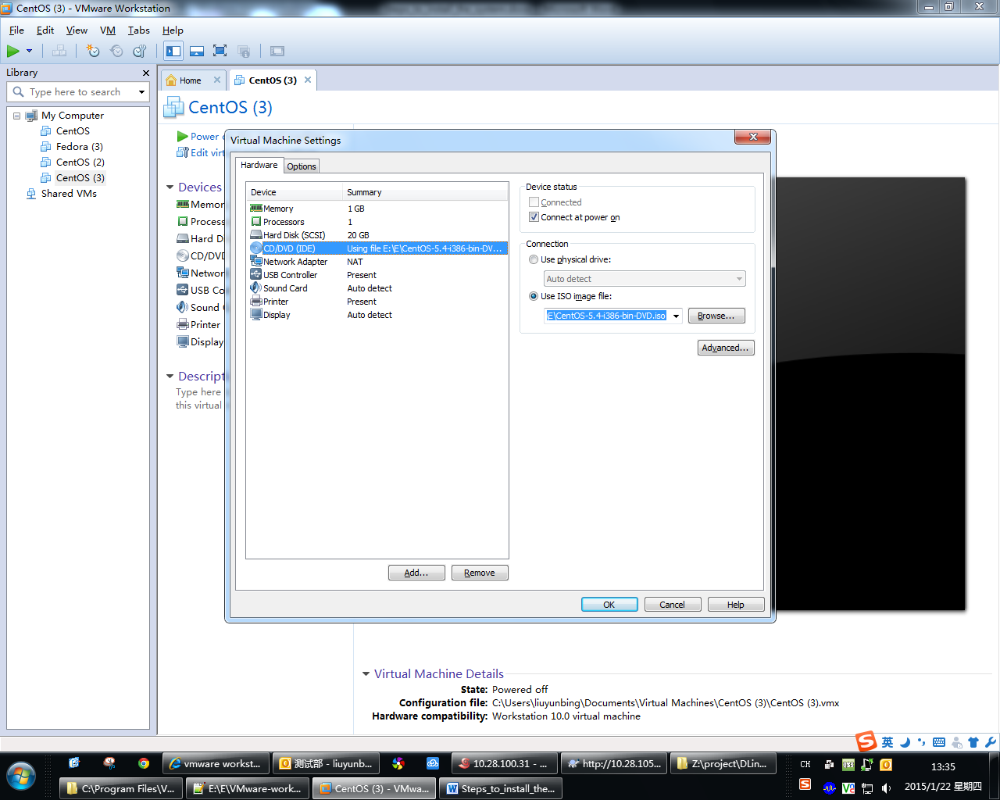 CentOS (3) - VMware Workstation
File Edit View VM Tabs Help
Library
Type here to search
My Computer
CentOS
Fedora (3)
CentOS (2)
CentOS (3)
Shared VMs
Home
CentOS (3)
CentOS (3)
Power
Edit virt
Devices
Memor
Process
Hard D
CD/DVD
Networ
USB Co
Sound
Printer
Display
Descript
Type here
this virtual
Virtual Machine Settings
Hardware Options
Device Summary
Memory 1 GB
Processors 1
Hard Disk (SCSI) 20 GB
CD/DVD (IDE) Using file E:\E\CentOS-5.4-i386-bin-DV...
Network Adapter NAT
USB Controller Present
Sound Card Auto detect
Printer Present
Display Auto detect
Add... Remove
Device status
Connected
Connect at power on
Connection
Use physical drive:
Auto detect
Use ISO image file:
E\CentOS-5.4-i386-bin-DVD.iso Browse...
Advanced...
OK Cancel Help
Virtual Machine Details
State: Powered off
Configuration file: C:\Users\liuyunbing\Documents\Virtual Machines\CentOS (3)\CentOS (3).vmx
Hardware compatibility: Workstation 10.0 virtual machine
英
vmware workst...
测试部 - liuyunb...
10.28.100.31 - ...
http://10.28.105...
Z:\project\DLin...
CH
13:35
C:\Program Files\V...
E:\E\VMware-work...
CentOS (3) - VMwa...
Steps_to_install_the...
2015/1/22 星期四